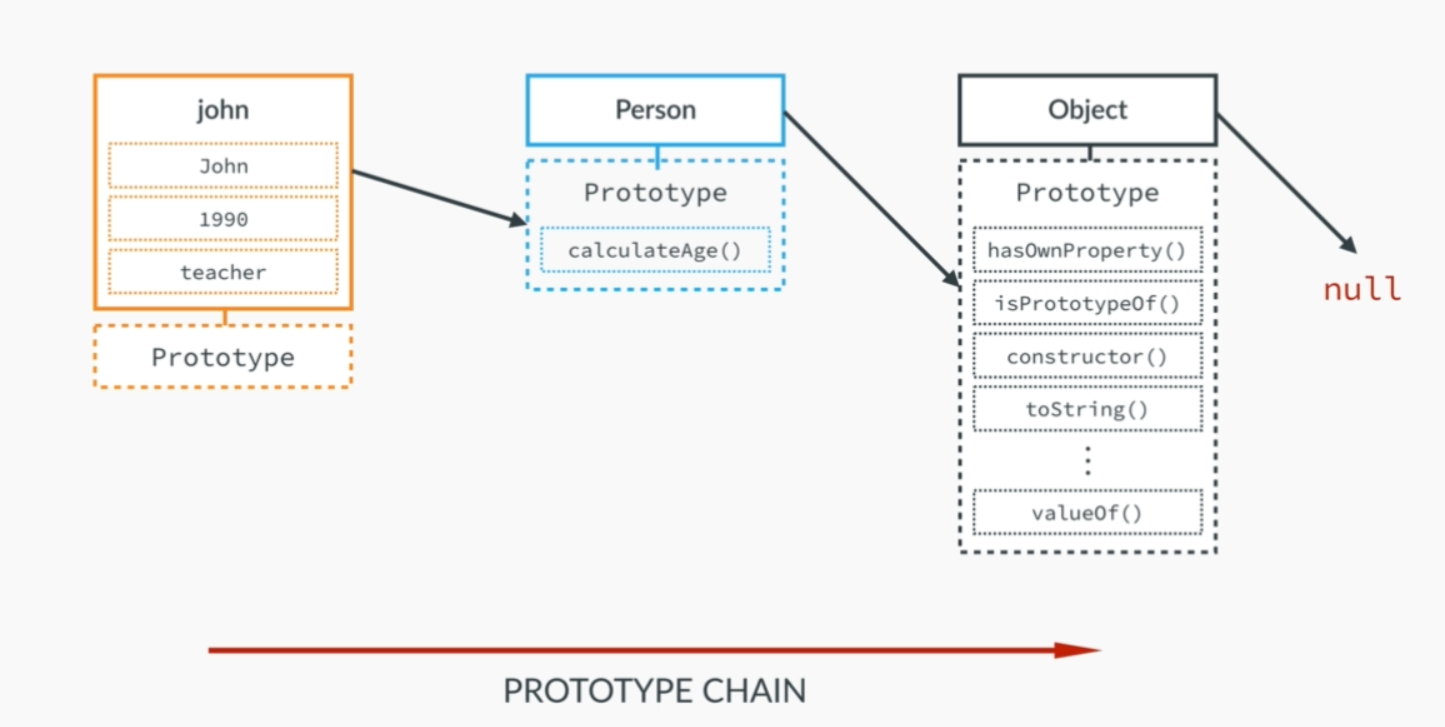 john
John
1990
teacher
Prototype
Person
Prototype
calculateAge()
Object
Prototype
hasOwnProperty()
isPrototypeOf()
constructor()
toString()
⋮
valueOf()
null
PROTOTYPE CHAIN